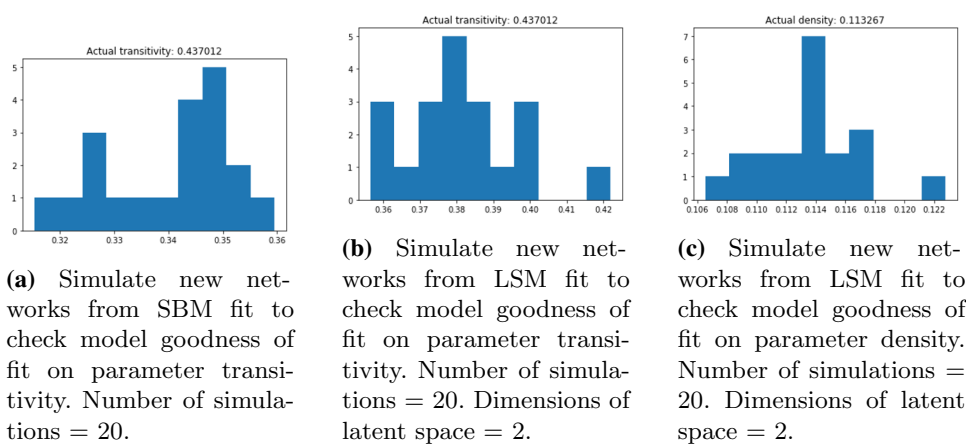 Actual transitivity: 0.437012
5
4
3
2
1
0
0.32 0.33 0.34 0.35 0.36
(a) Simulate new net-
works from SBM fit to
check model goodness of
fit on parameter transi-
tivity. Number of simula-
tions = 20.
Actual transitivity: 0.437012
5
4
3
2
1
0
0.36 0.37 0.38 0.39 0.40 0.41 0.42
(b) Simulate new net-
works from LSM fit to
check model goodness of
fit on parameter transi-
tivity. Number of simula-
tions = 20. Dimensions of
latent space = 2.
Actual density: 0.113267
7
6
5
4
3
2
1
0
0.106 0.108 0.110 0.112 0.114 0.116 0.118 0.120 0.122
(c) Simulate new net-
works from LSM fit to
check model goodness of
fit on parameter density.
Number of simulations =
20. Dimensions of latent
space = 2.